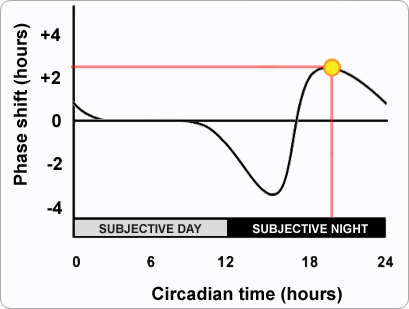 Phase shift (hours)
+4
+2
0
-2
-4
SUBJECTIVE DAY SUBJECTIVE NIGHT
0 6 12 18 24
Circadian time (hours)